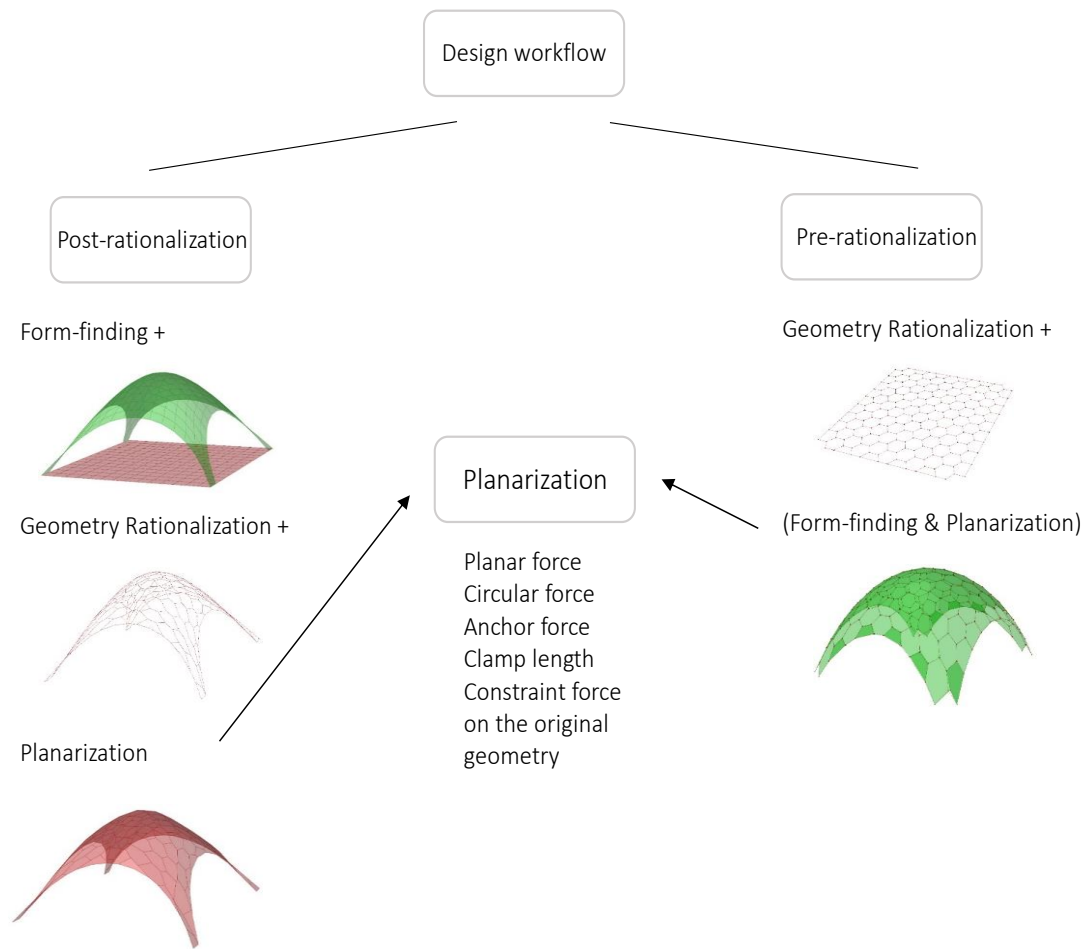 Design workflow
Post-rationalization
Pre-rationalization
Form-finding +
Geometry Rationalization +
Planarization
Geometry Rationalization +
(Form-finding & Planarization)
Planarization
Planar force
Circular force
Anchor force
Clamp length
Constraint force
on the original
geometry